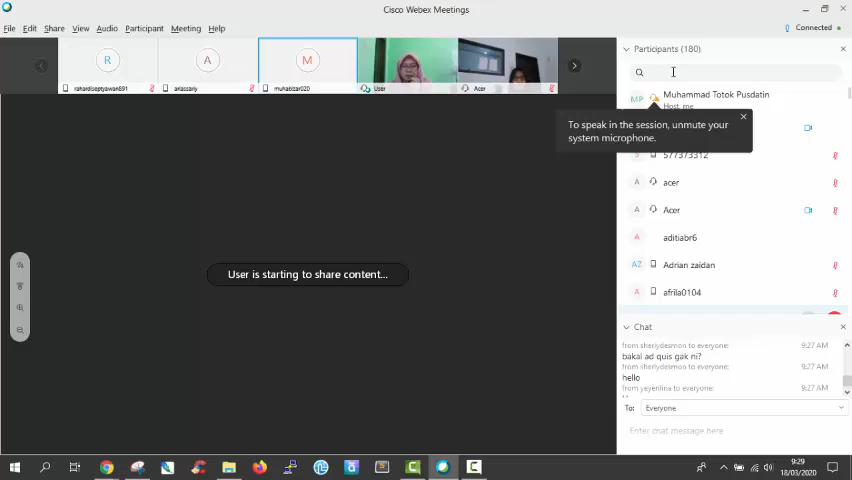 Cisco Webex Meetings
File Edit Share View Audio Participant Meeting Help
Connected
R
A
M
rahardiseptyawan891
ariassariy
muhabizar020
User
Acer
Participants (180)
MP Muhammad Totok Pusdatin
Host, me
To speak in the session, unmute your
system microphone.
577373312
A acer
A Acer
A aditiabr6
AZ Adrian zaidan
A afrila0104
User is starting to share content...
Chat
from sherlydesmon to everyone: 9:27 AM
bakal ad quis gak ni?
from sherlydesmon to everyone: 9:27 AM
hello
from yeyenlina to everyone: 9:27 AM
To: Everyone
Enter chat message here
9:29
18/03/2020